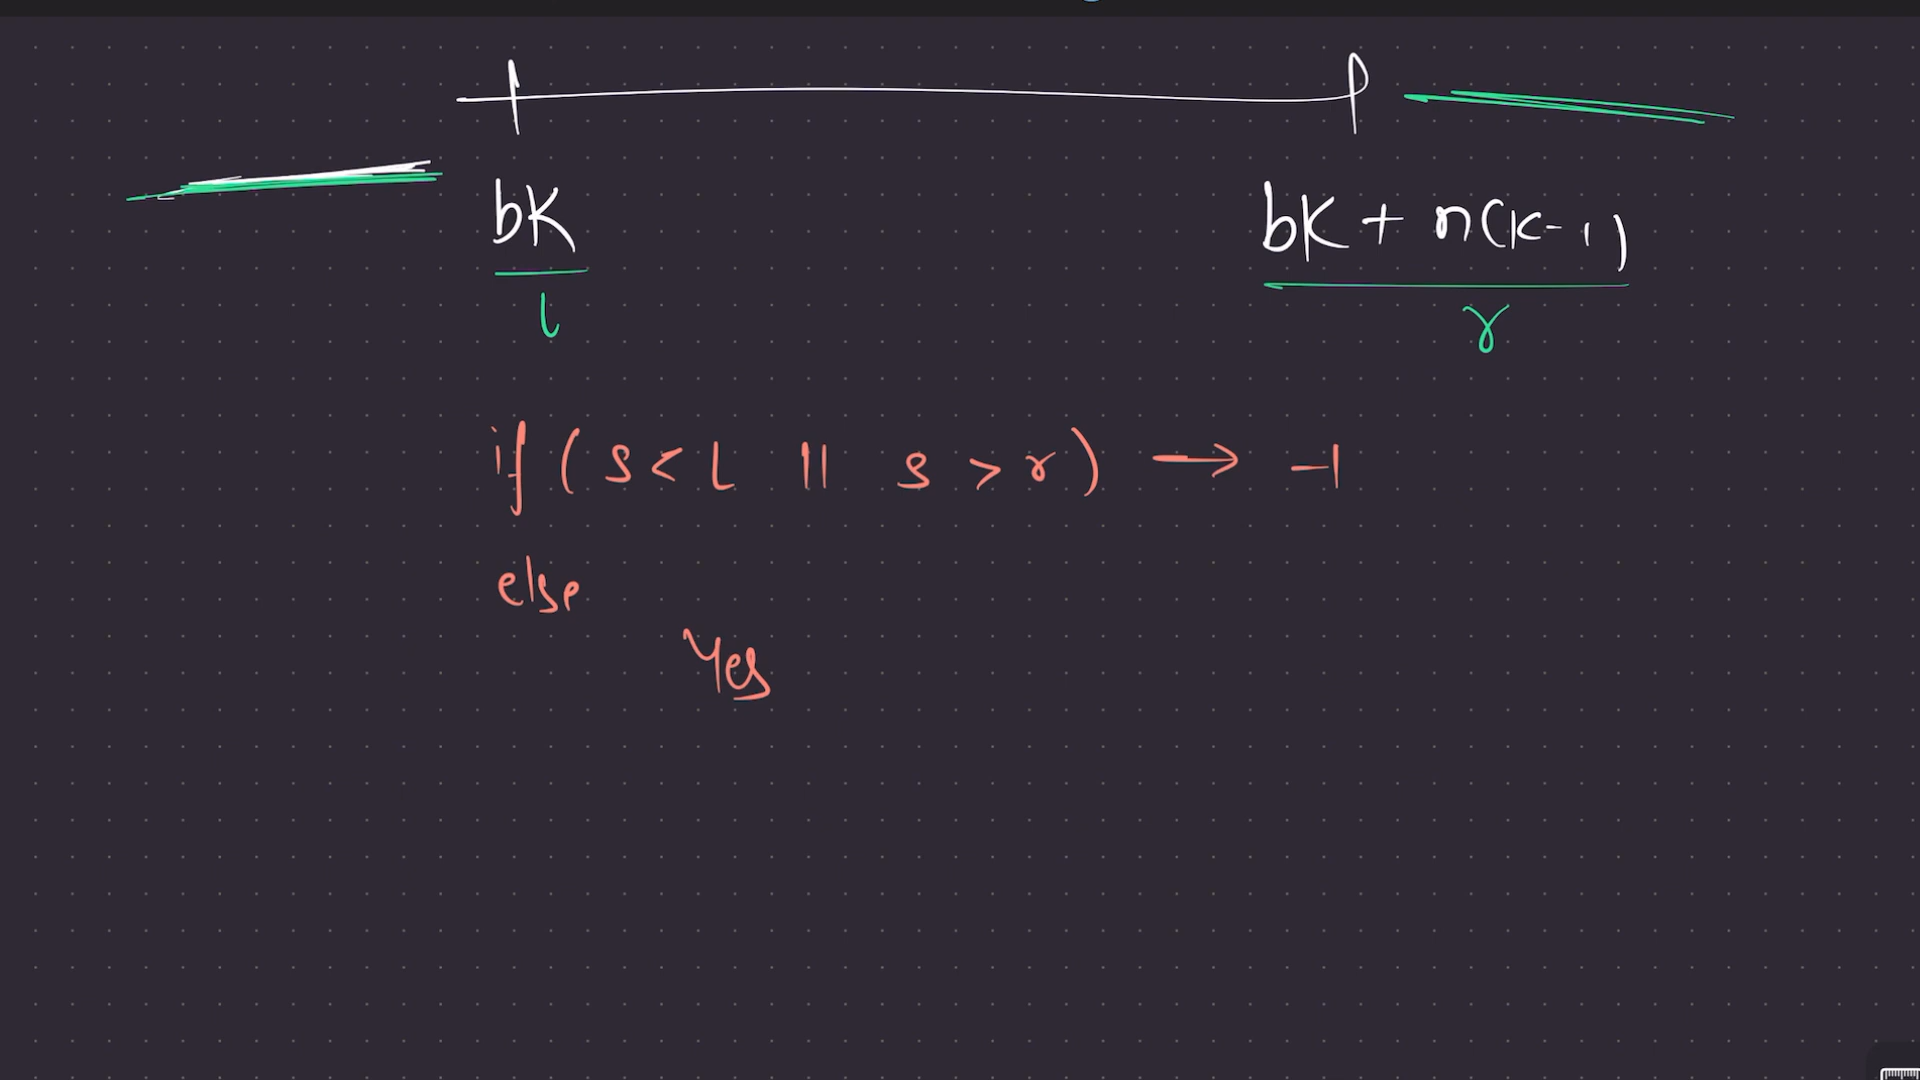 bK bK + n(K-1)
l r
if ( s < l || s > r ) → -1
else
Yes